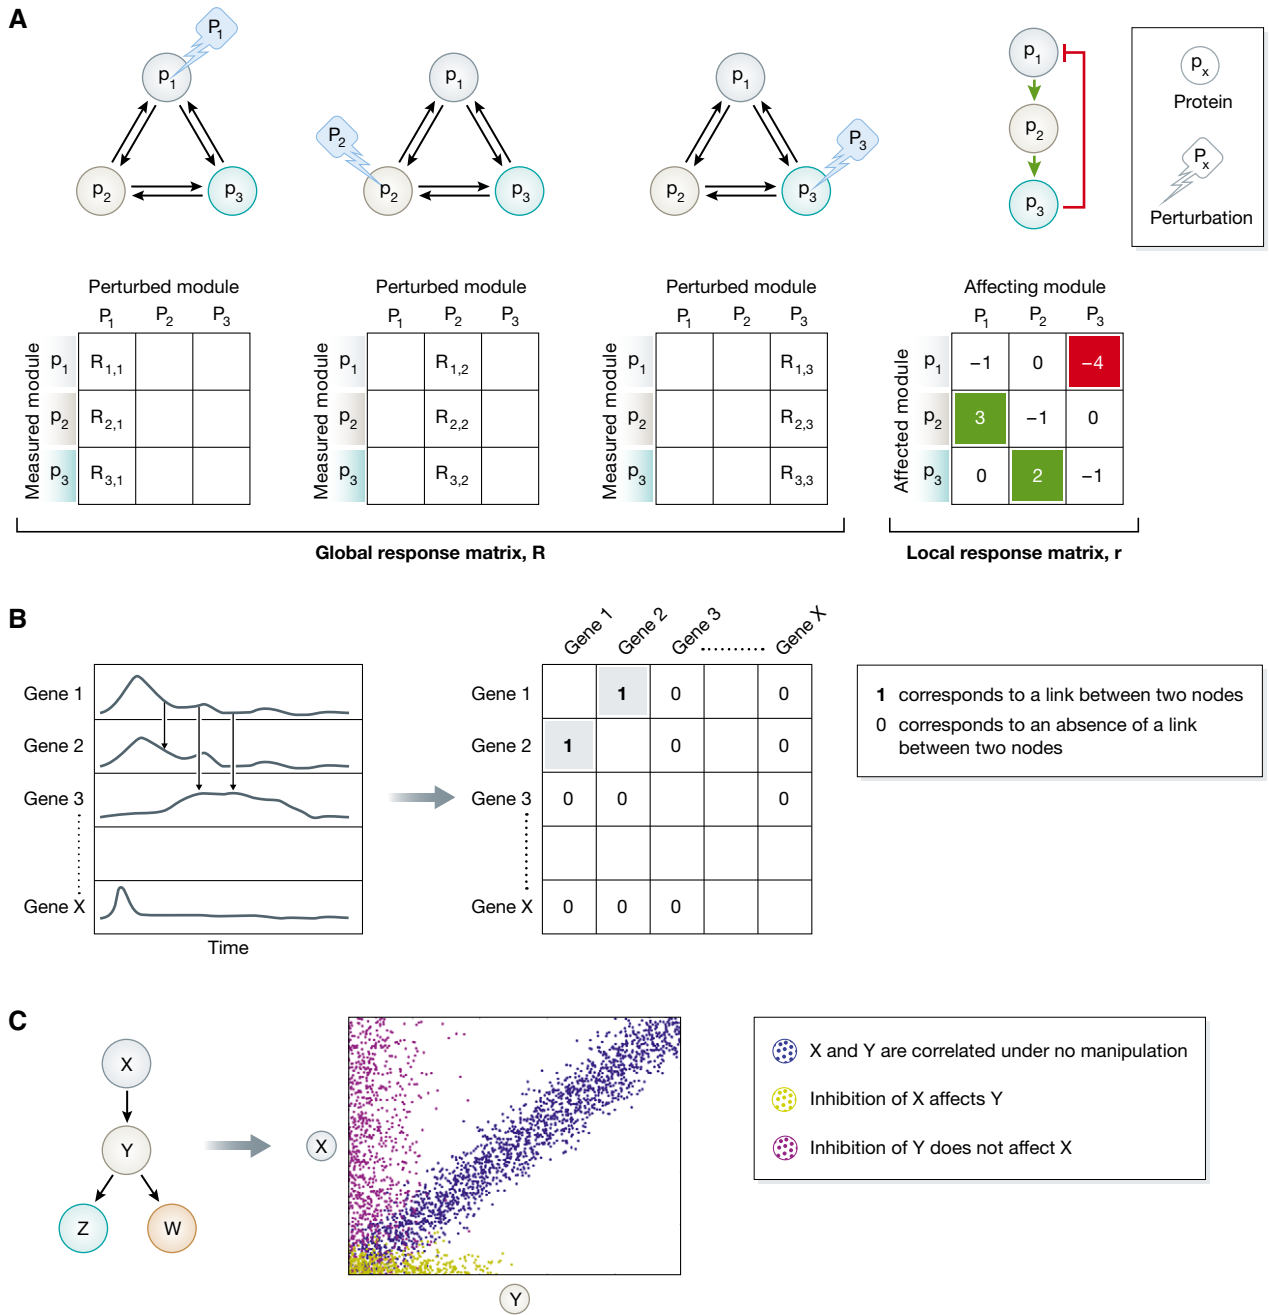 A
P1
p1
p2
p3
P2
p1
p2
p3
P3
p1
p2
p3
p1
p2
p3
px
Protein
Px
Perturbation
Perturbed module
P1 P2 P3
Measured module
p1 R1,1
p2 R2,1
p3 R3,1
Perturbed module
P1 P2 P3
Measured module
p1 R1,2
p2 R2,2
p3 R3,2
Perturbed module
P1 P2 P3
Measured module
p1 R1,3
p2 R2,3
p3 R3,3
Affecting module
P1 P2 P3
Affected module
p1 −1 0 −4
p2 3 −1 0
p3 0 2 −1
Global response matrix, R
Local response matrix, r
B
Gene 1
Gene 2
Gene 3
Gene X
Time
Gene 1 Gene 2 Gene 3 Gene X
Gene 1 1 0 0
Gene 2 1 0 0
Gene 3 0 0 0
Gene X 0 0 0
1 corresponds to a link between two nodes
0 corresponds to an absence of a link
between two nodes
C
X
Y
Z
W
X
Y
X and Y are correlated under no manipulation
Inhibition of X affects Y
Inhibition of Y does not affect X